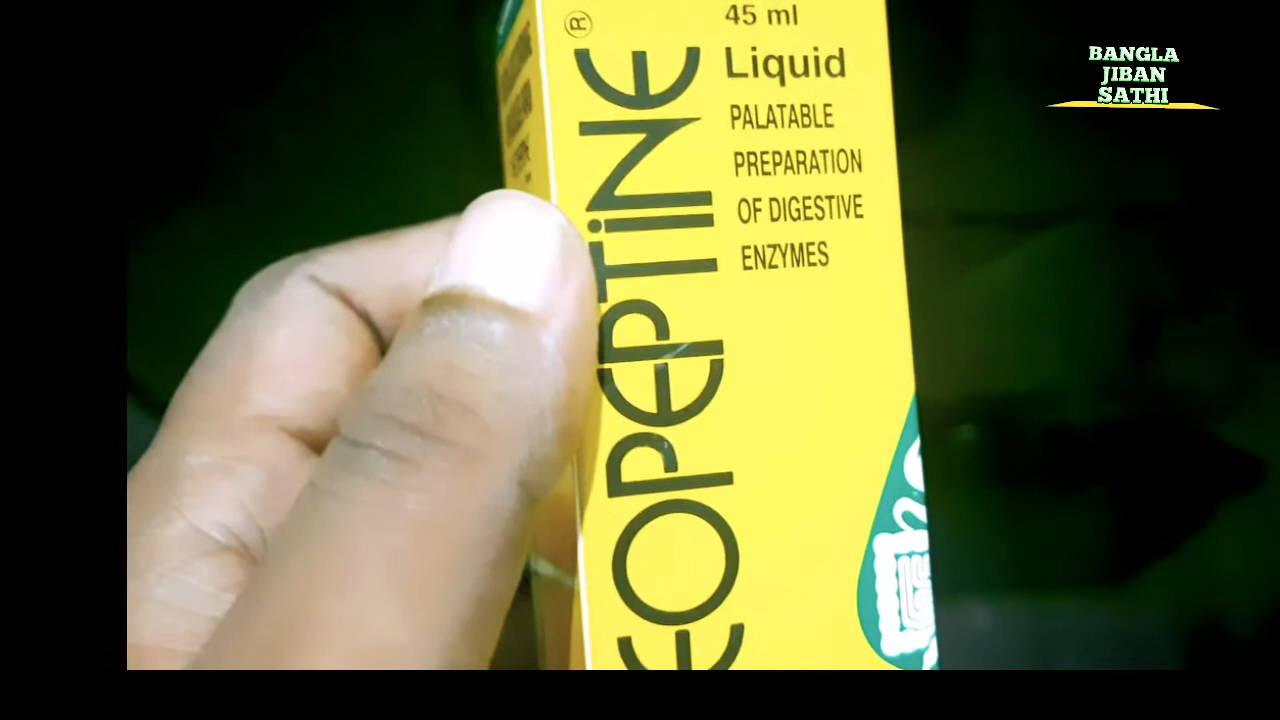 45 ml
Liquid
PALATABLE
PREPARATION
OF DIGESTIVE
ENZYMES
EOPEPTINE®
BANGLA
JIBAN
SATHI